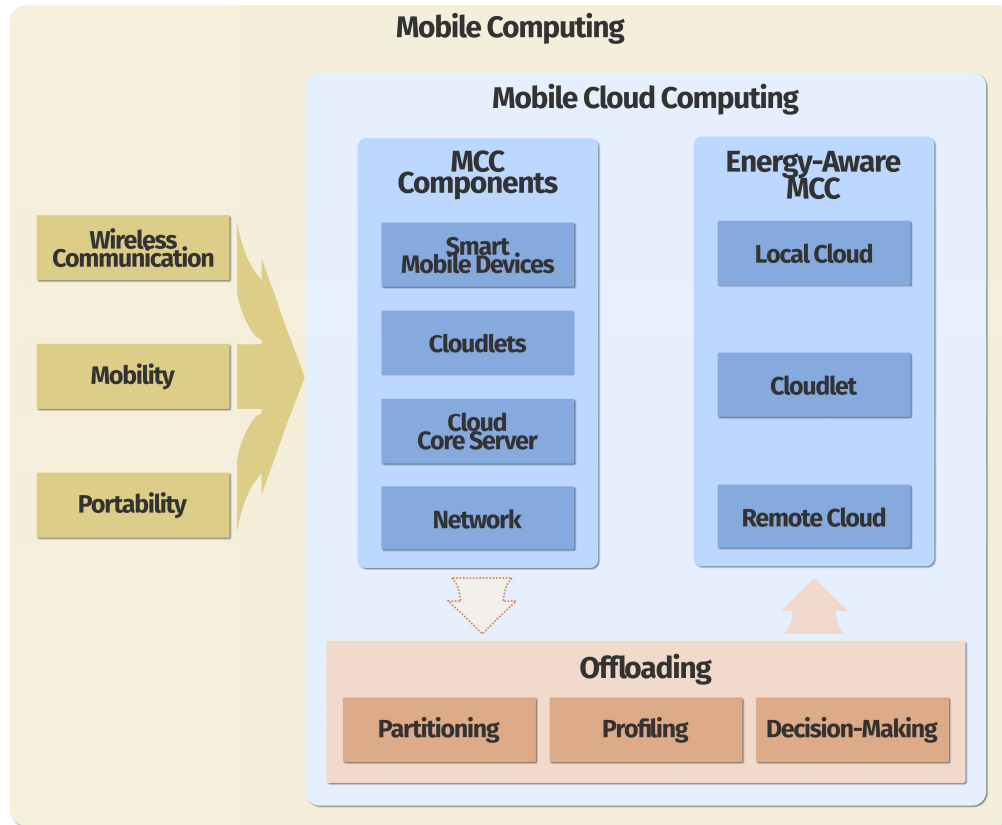 Mobile Computing
Mobile Cloud Computing
Wireless
Communication
Mobility
Portability
MCC
Components
Smart
Mobile Devices
Cloudlets
Cloud
Core Server
Network
Energy-Aware
MCC
Local Cloud
Cloudlet
Remote Cloud
Offloading
Partitioning
Profiling
Decision-Making